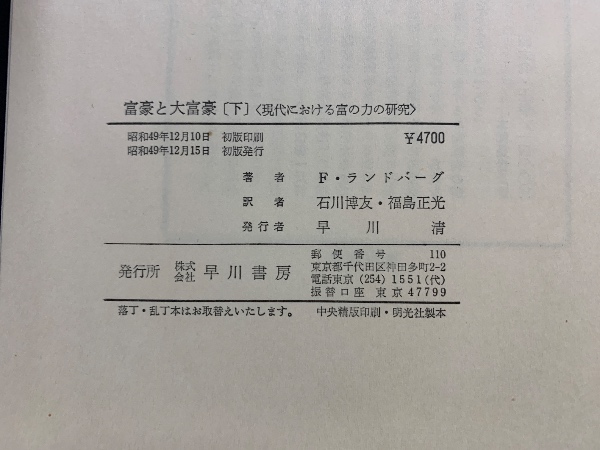 富豪と大富豪〔下〕〈現代における富の力の研究〉
昭和49年12月10日 初版印刷 ¥4700
昭和49年12月15日 初版発行
著者 F・ランドバーグ
訳者 石川博友・福島正光
発行者 早川清
発行所 株式会社 早川書房
郵便番号 110
東京都千代田区神田多町2-2
電話東京(254)1551(代)
振替口座 東京47799
落丁・乱丁本はお取替えいたします。 中央精版印刷・明光社製本